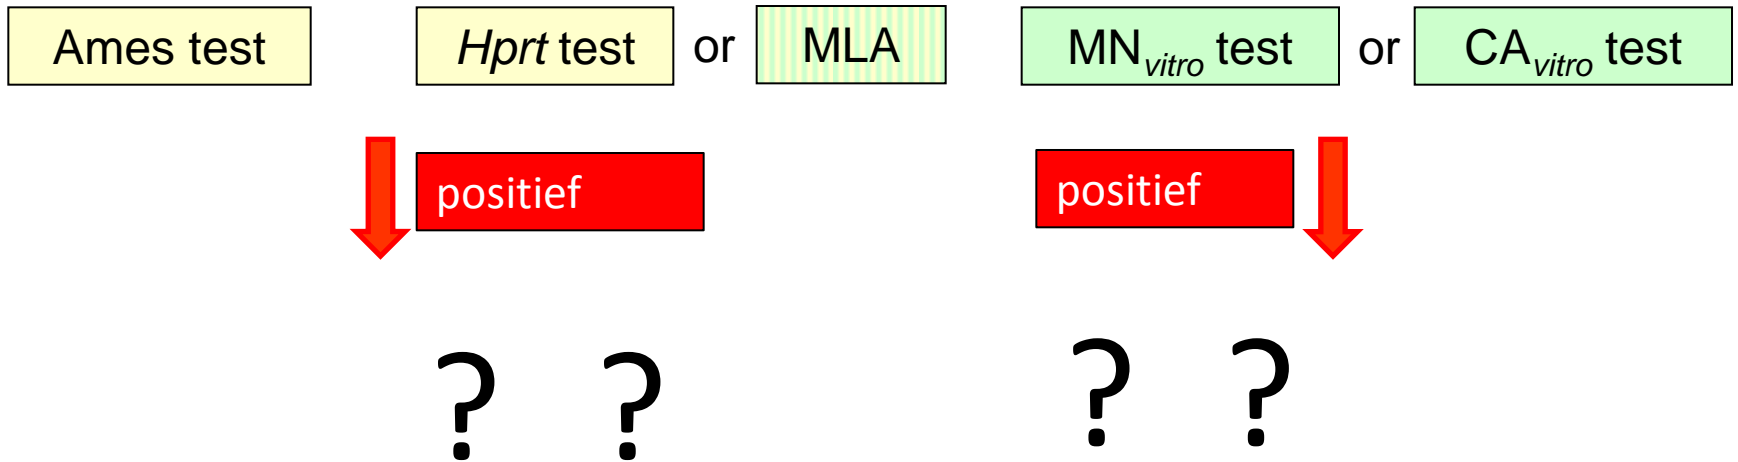 Ames test Hprt test or MLA MNvitro test or CAvitro test
positief positief
? ? ? ?